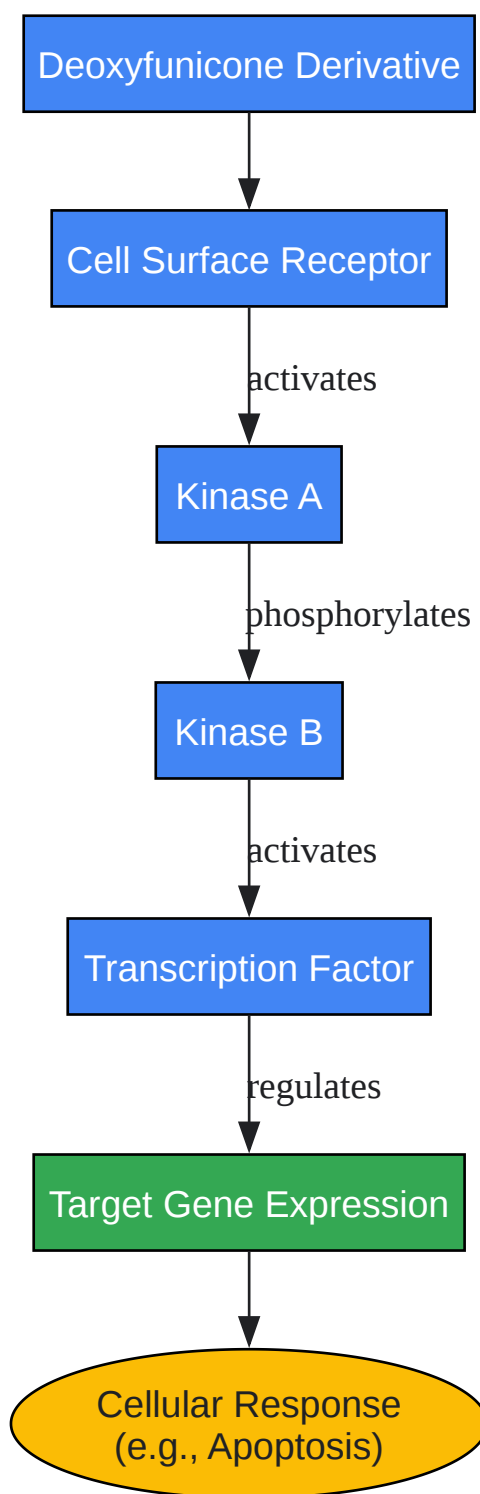 Deoxyfunicone Derivative
Cell Surface Receptor
activates
Kinase A
phosphorylates
Kinase B
activates
Transcription Factor
regulates
Target Gene Expression
Cellular Response
(e.g., Apoptosis)